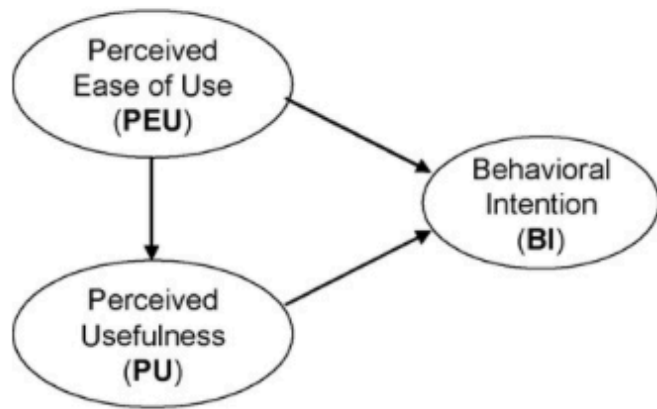 Perceived
Ease of Use
(PEU)
Behavioral
Intention
(BI)
Perceived
Usefulness
(PU)